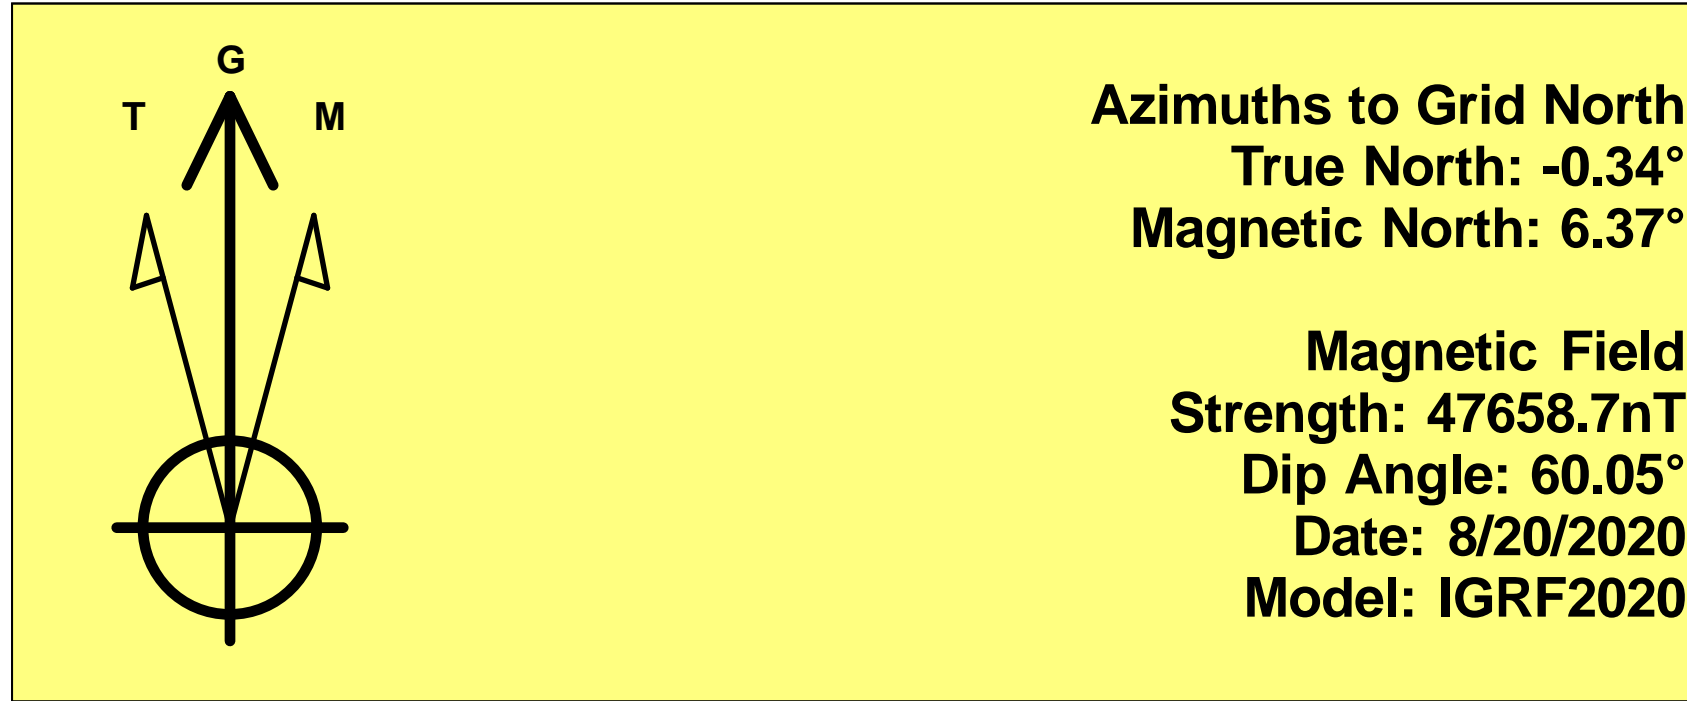 G
T M
Azimuths to Grid North
True North: -0.34°
Magnetic North: 6.37°
Magnetic Field
Strength: 47658.7nT
Dip Angle: 60.05°
Date: 8/20/2020
Model: IGRF2020